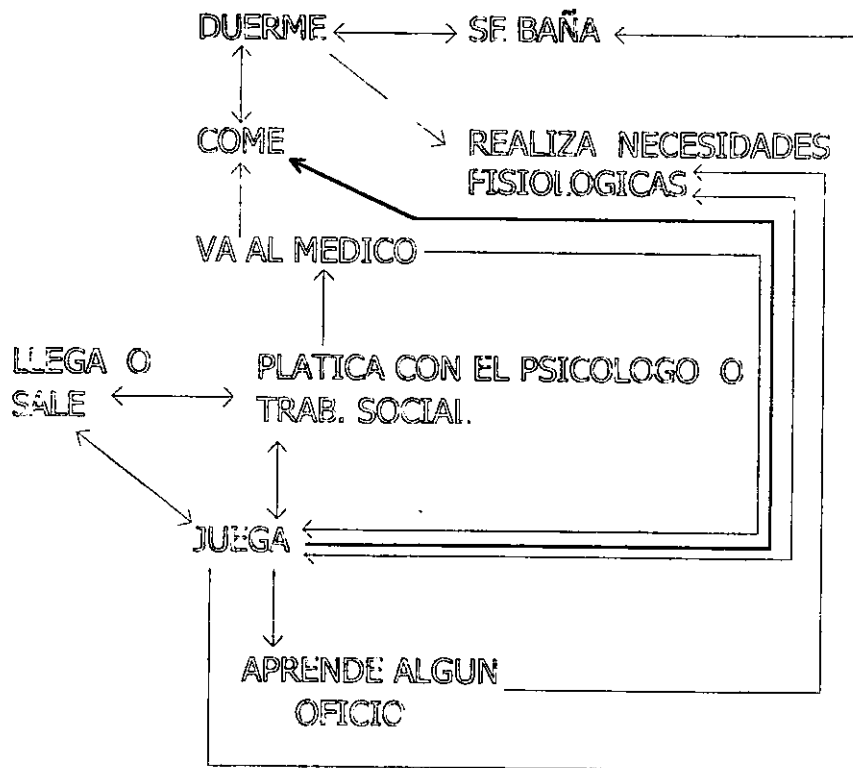 DUERME SE BAÑA
COME REALIZA NECESIDADES
FISIOLOGICAS
VA AL MEDICO
LLEGA O PLATICA CON EL PSICOLOGO O
SALE TRAB. SOCIAL
JUEGA
APRENDE ALGUN
OFICIO